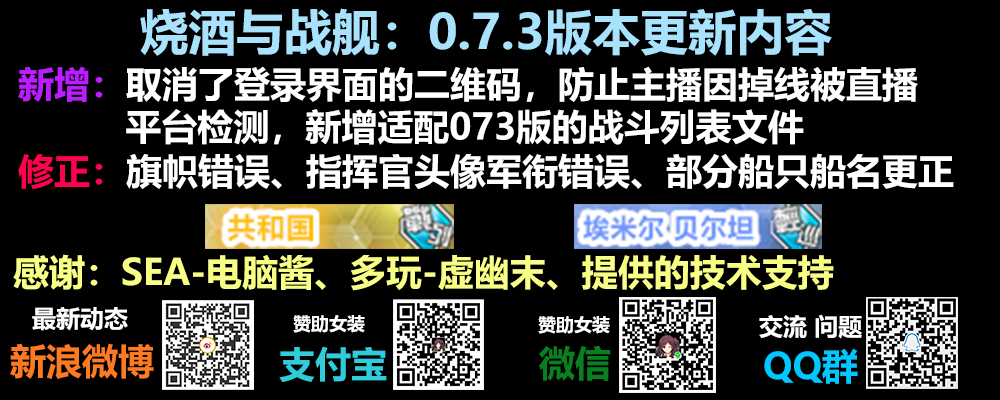 烧酒与战舰：0.7.3版本更新内容
新增：取消了登录界面的二维码，防止主播因掉线被直播
平台检测，新增适配073版的战斗列表文件
修正：旗帜错误、指挥官头像军衔错误、部分船只船名更正
共和国
埃米尔 贝尔坦
感谢：SEA-电脑酱、多玩-虚幽末、提供的技术支持
最新动态
新浪微博
赞助女装
支付宝
赞助女装
微信
交流 问题
QQ群